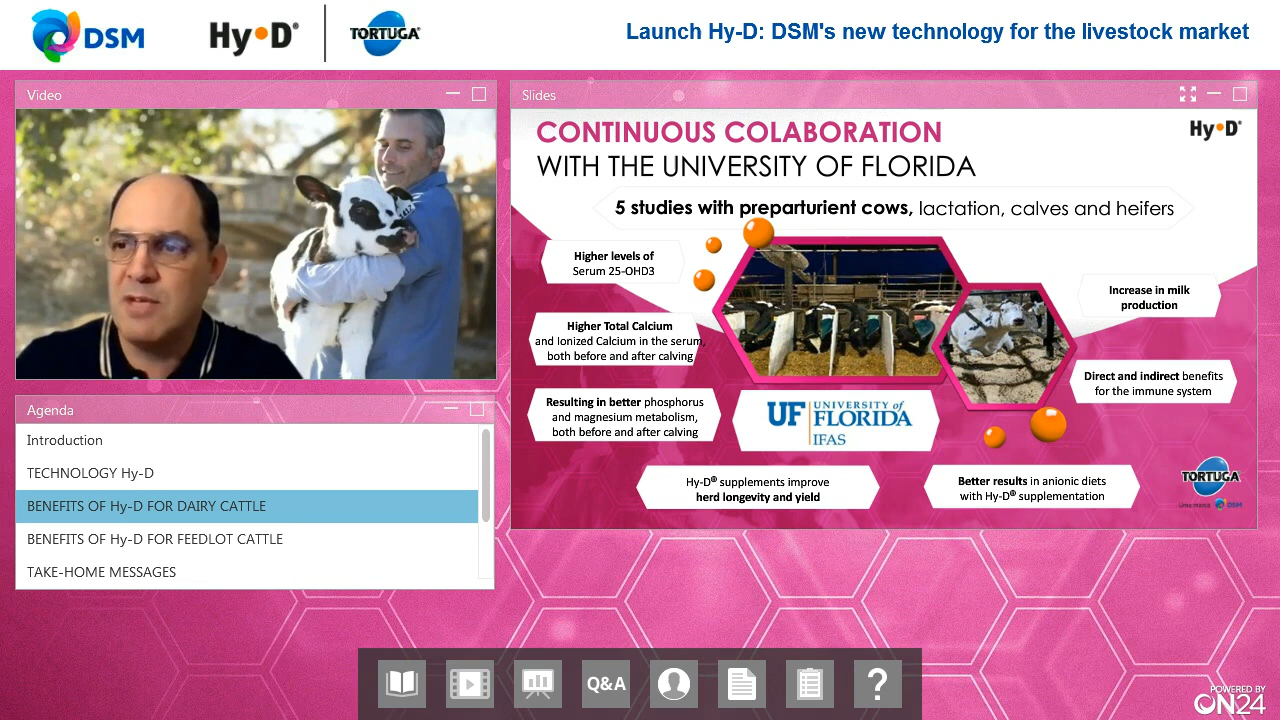 DSM
Hy•D®
TORTUGA
Launch Hy-D: DSM's new technology for the livestock market
Video
Slides
CONTINUOUS COLABORATION
WITH THE UNIVERSITY OF FLORIDA
Hy•D®
5 studies with preparturient cows, lactation, calves and heifers
Higher levels of
Serum 25-OHD3
Higher Total Calcium
and Ionized Calcium in the serum,
both before and after calving
Resulting in better phosphorus
and magnesium metabolism,
both before and after calving
Increase in milk
production
Direct and indirect benefits
for the immune system
UF UNIVERSITY of
FLORIDA
IFAS
Hy-D® supplements improve
herd longevity and yield
Better results in anionic diets
with Hy-D® supplementation
TORTUGA
Uma marca DSM
Agenda
Introduction
TECHNOLOGY Hy-D
BENEFITS OF Hy-D FOR DAIRY CATTLE
BENEFITS OF Hy-D FOR FEEDLOT CATTLE
TAKE-HOME MESSAGES
Q&A
?
POWERED BY
ON24